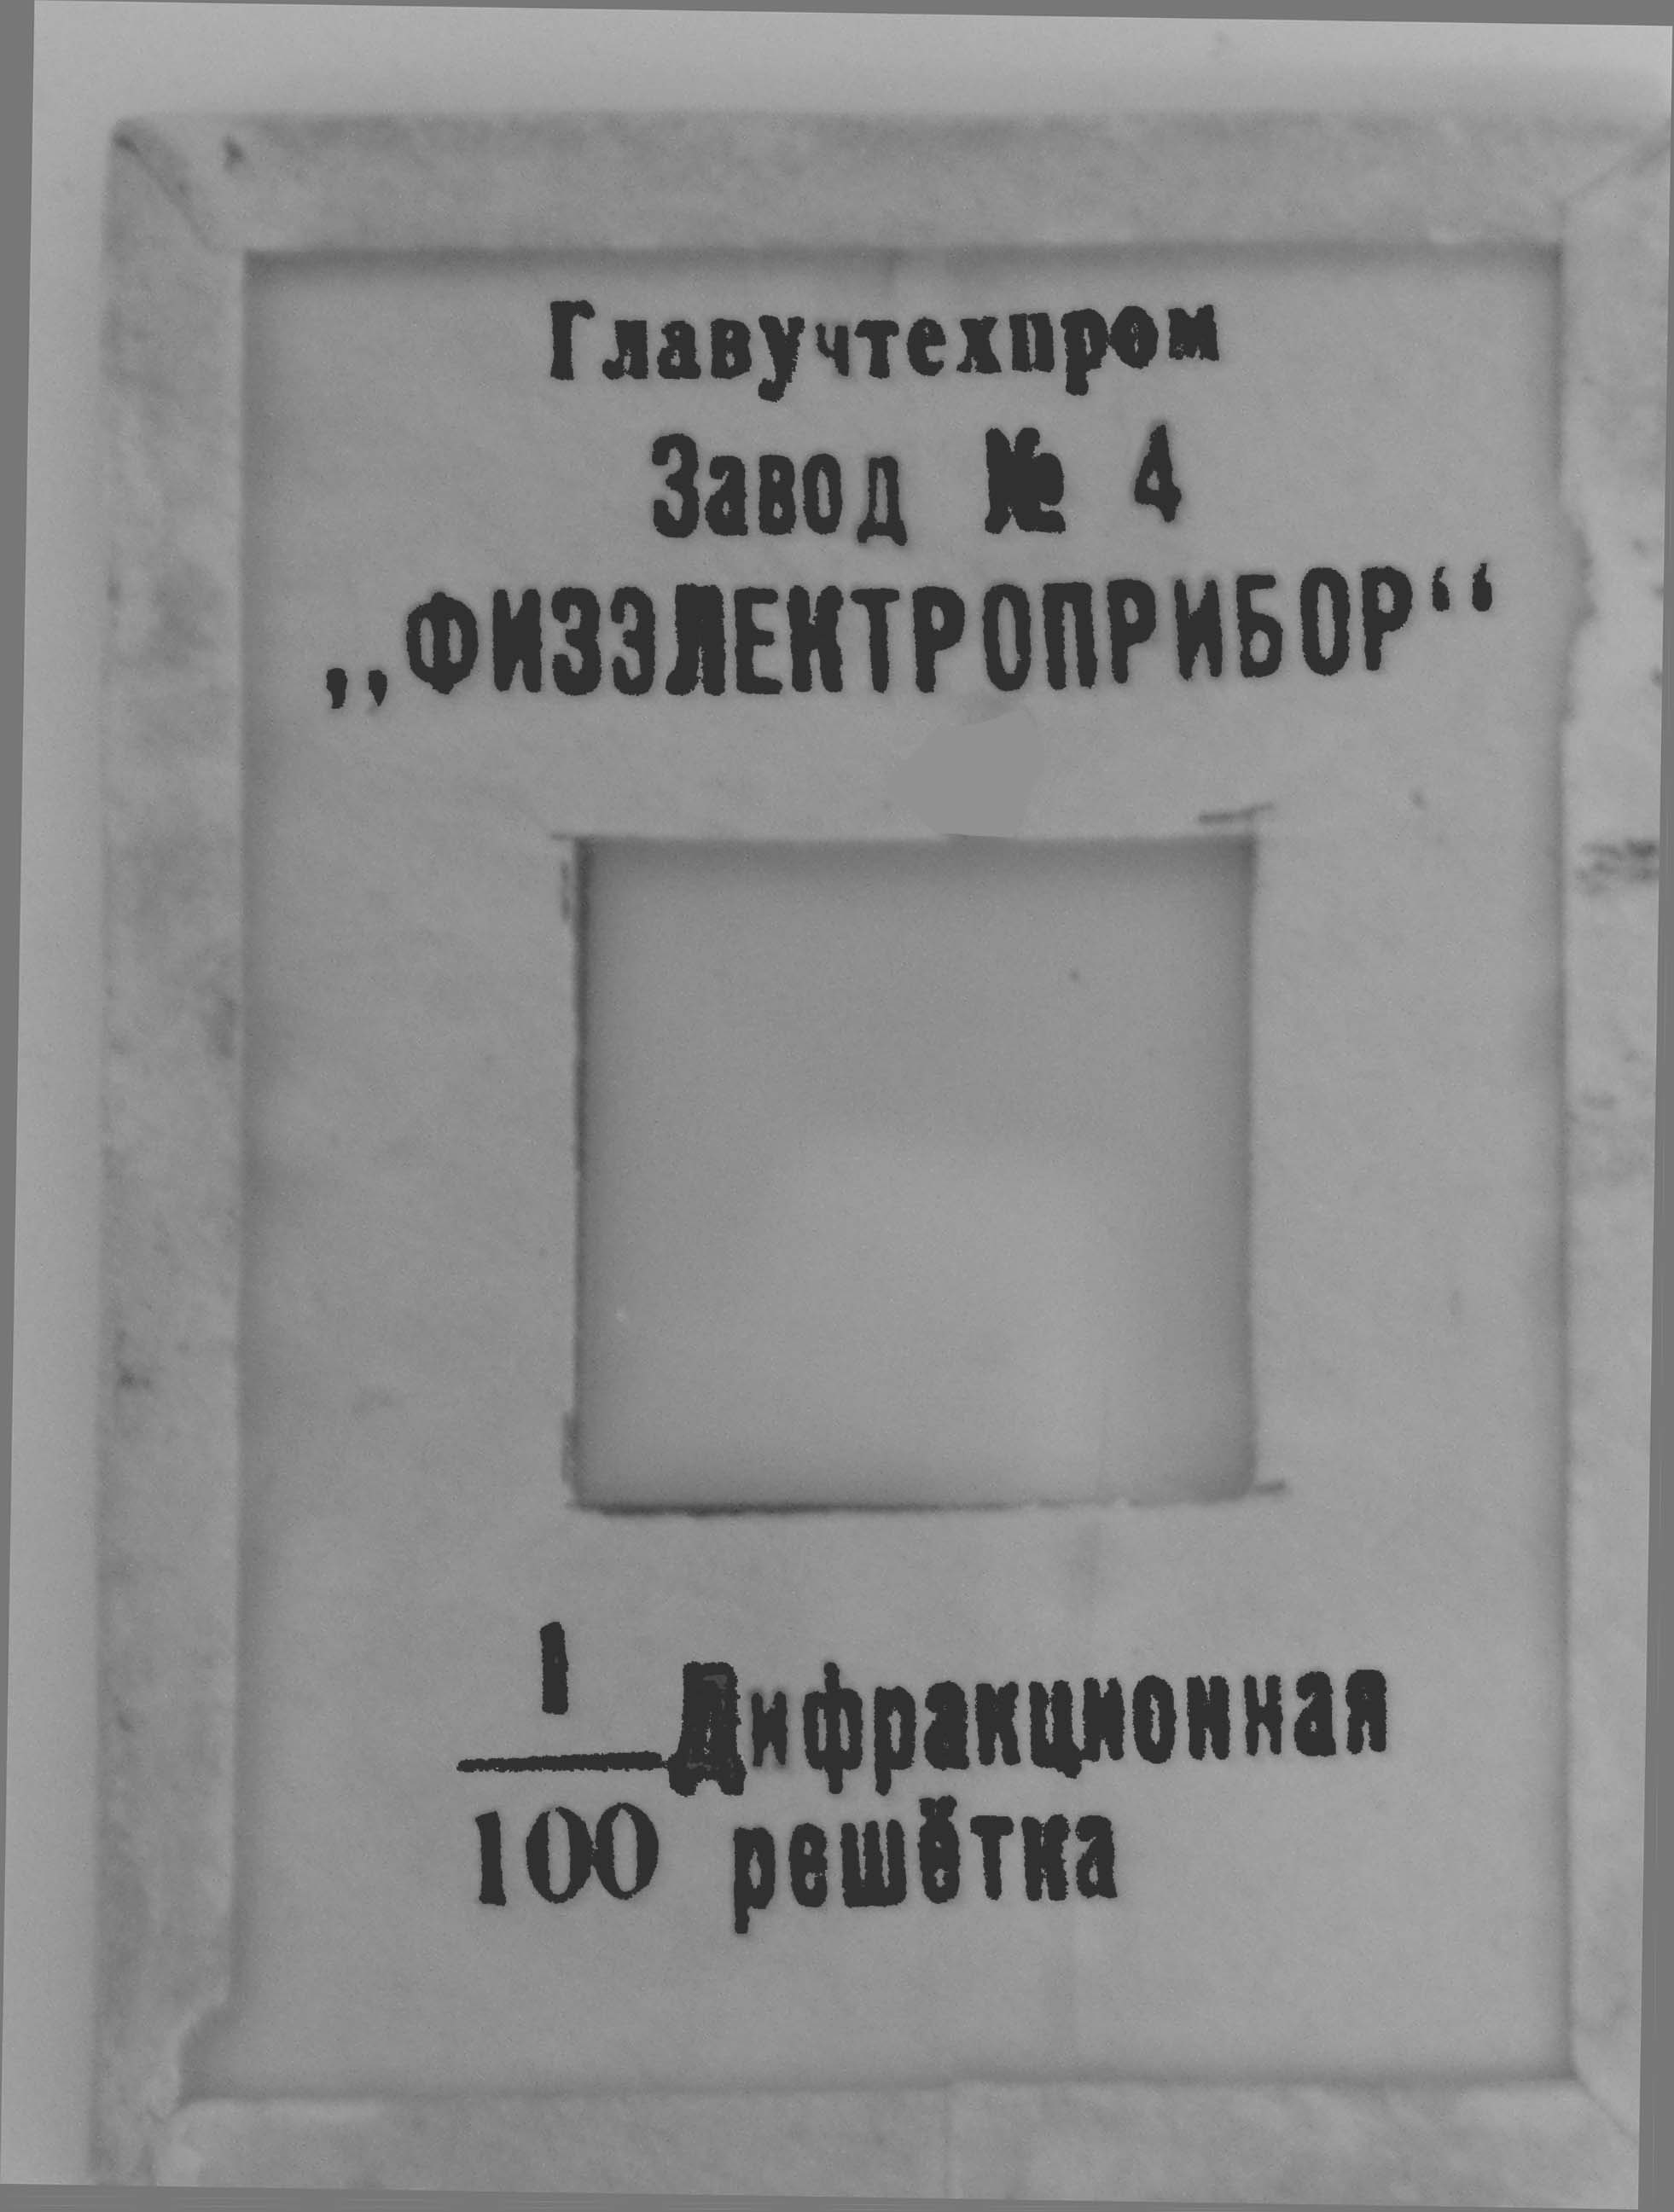 Главучтехпром
Завод № 4
„ФИЗЭЛЕКТРОПРИБОР“
1
100
Дифракционная
решётка